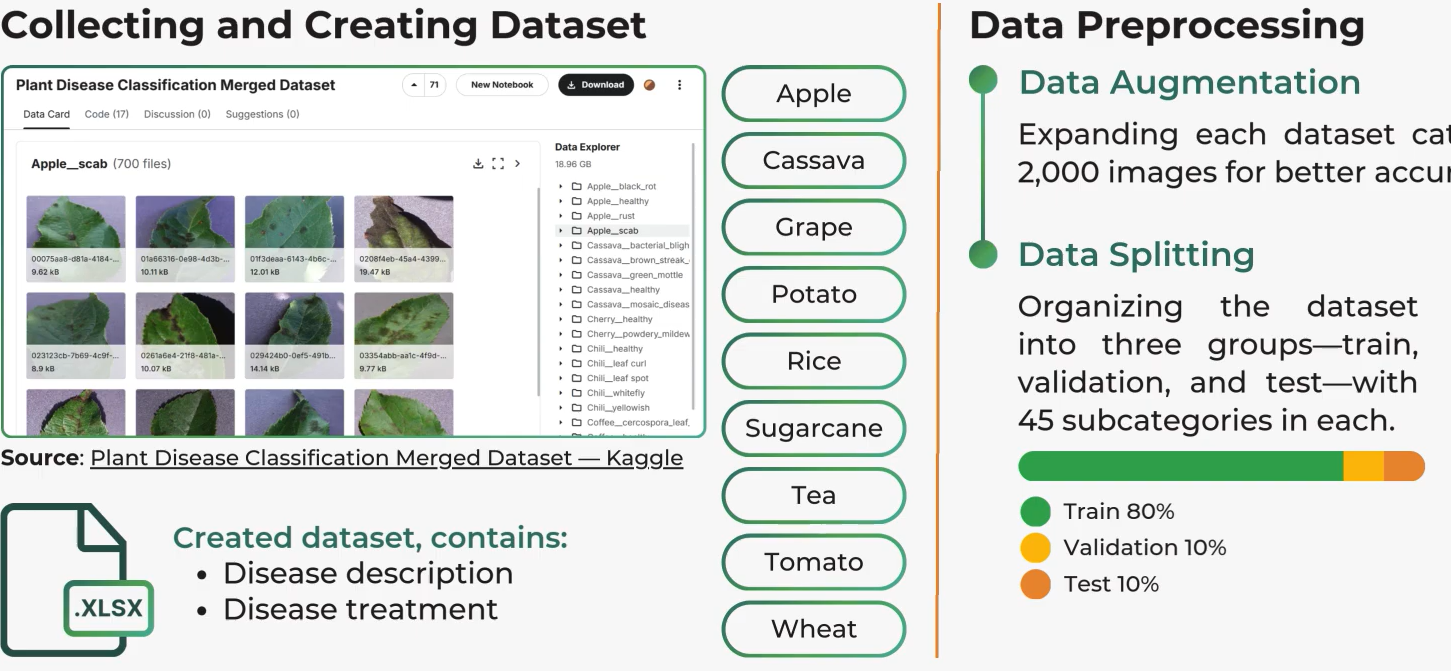 Collecting and Creating Dataset
Plant Disease Classification Merged Dataset
71
New Notebook
Download
Data Card
Code (17)
Discussion (0)
Suggestions (0)
Apple__scab (700 files)
00075aa8-d81a-4184-...
9.62 kB
01a66316-0e98-4d3b-...
10.11 kB
01f3deaa-6143-4b6c-...
12.01 kB
0208f4eb-45a4-4399...
19.47 kB
023123cb-7b69-4c9f-...
8.9 kB
0261a6e4-21f8-481a-...
10.07 kB
029424b0-0ef5-491b...
14.14 kB
03354abb-aa1c-4f9d-...
9.77 kB
Data Explorer
18.96 GB
Apple__black_rot
Apple__healthy
Apple__rust
Apple__scab
Cassava__bacterial_bligh
Cassava__brown_streak_
Cassava__green_mottle
Cassava__healthy
Cassava__mosaic_diseas
Cherry__healthy
Cherry__powdery_mildew
Chili__healthy
Chili__leaf curl
Chili__leaf spot
Chili__whitefly
Chili__yellowish
Coffee__cercospora_leaf_
Source: Plant Disease Classification Merged Dataset — Kaggle
.XLSX
Created dataset, contains:
• Disease description
• Disease treatment
Apple
Cassava
Grape
Potato
Rice
Sugarcane
Tea
Tomato
Wheat
Data Preprocessing
Data Augmentation
Expanding each dataset cat
2,000 images for better accur
Data Splitting
Organizing the dataset
into three groups—train,
validation, and test—with
45 subcategories in each.
Train 80%
Validation 10%
Test 10%